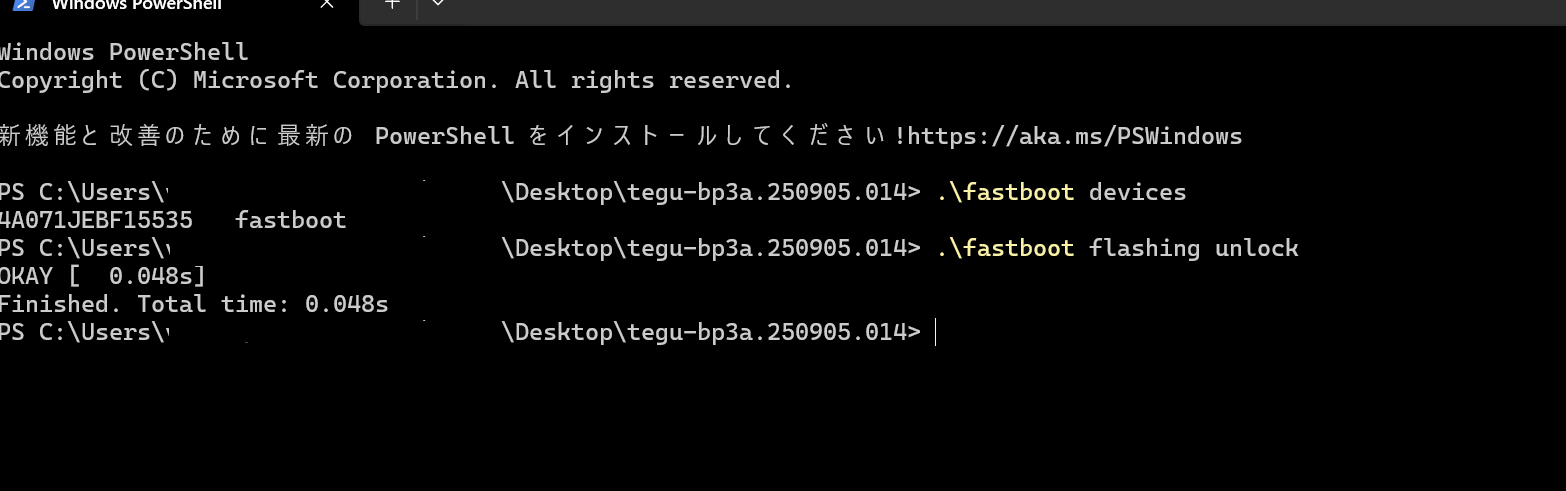 Windows PowerShell
Windows PowerShell
Copyright (C) Microsoft Corporation. All rights reserved.
新機能と改善のために最新の PowerShell をインストールしてください!https://aka.ms/PSWindows
PS C:\Users\ \Desktop\tegu-bp3a.250905.014> .\fastboot devices
4A071JEBF15535 fastboot
PS C:\Users\ \Desktop\tegu-bp3a.250905.014> .\fastboot flashing unlock
OKAY [ 0.048s]
Finished. Total time: 0.048s
PS C:\Users\ \Desktop\tegu-bp3a.250905.014>